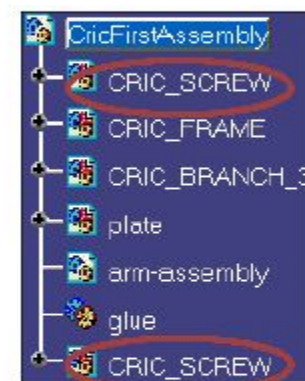 CricFirstAssembly
CRIC_SCREW
CRIC_FRAME
CRIC_BRANCH_3
plate
arm-assembly
glue
CRIC_SCREW